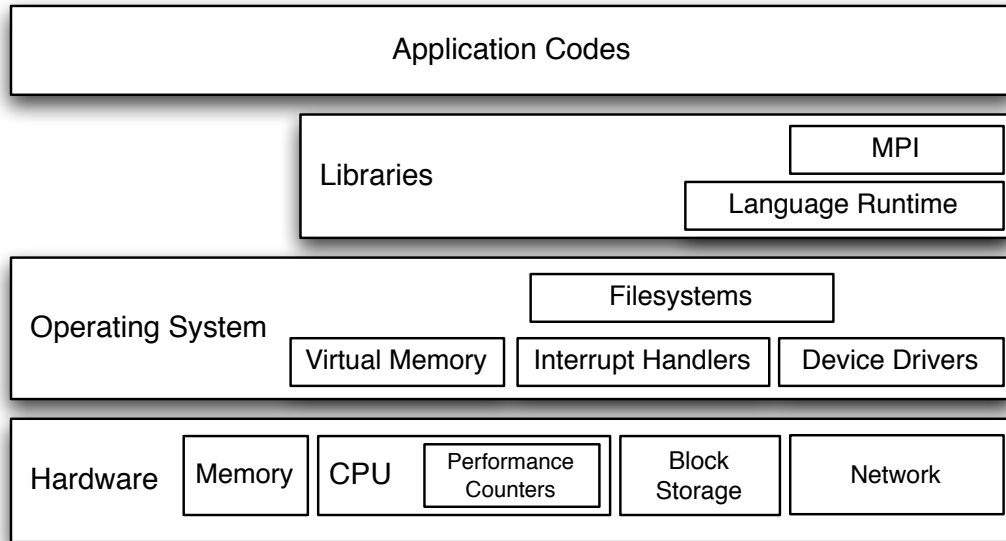 Application Codes
Libraries
MPI
Language Runtime
Operating System
Filesystems
Virtual Memory
Interrupt Handlers
Device Drivers
Hardware
Memory
CPU
Performance
Counters
Block
Storage
Network